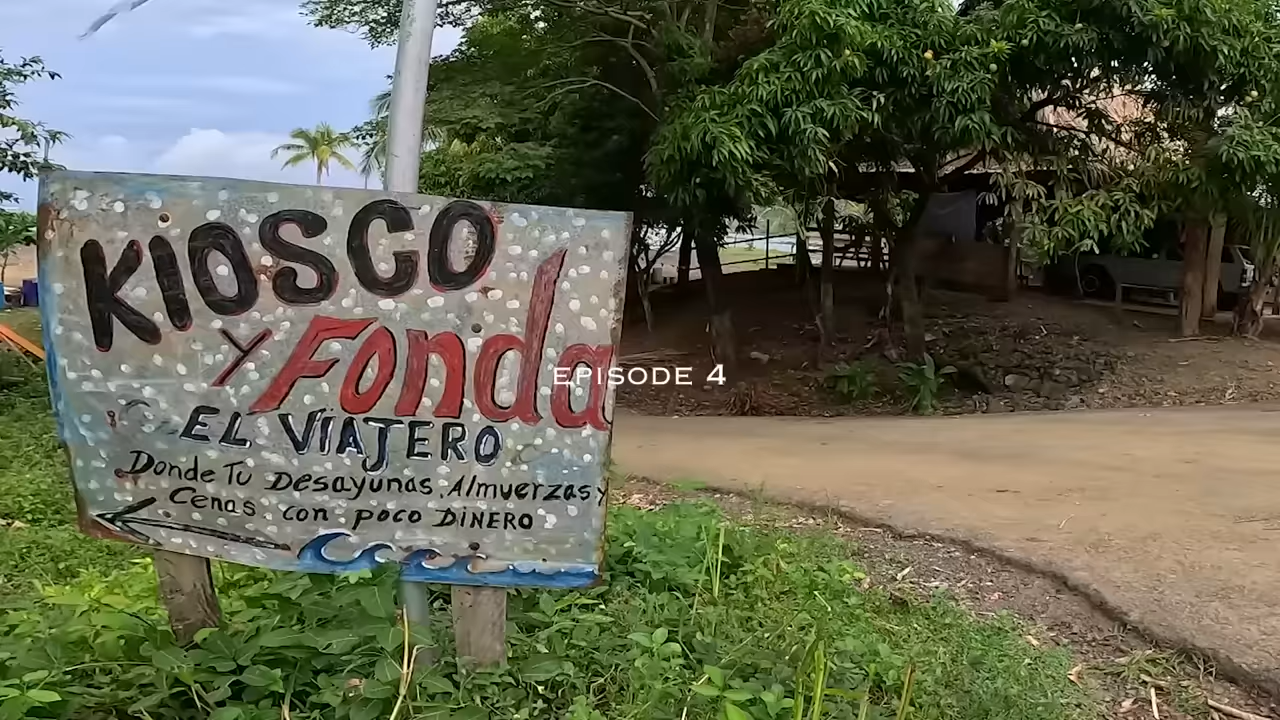 KIOSCO
y Fonda
EL VIAJERO
Donde Tu Desayunas, Almuerzas y
Cenas con poco DiNERO
EPISODE 4